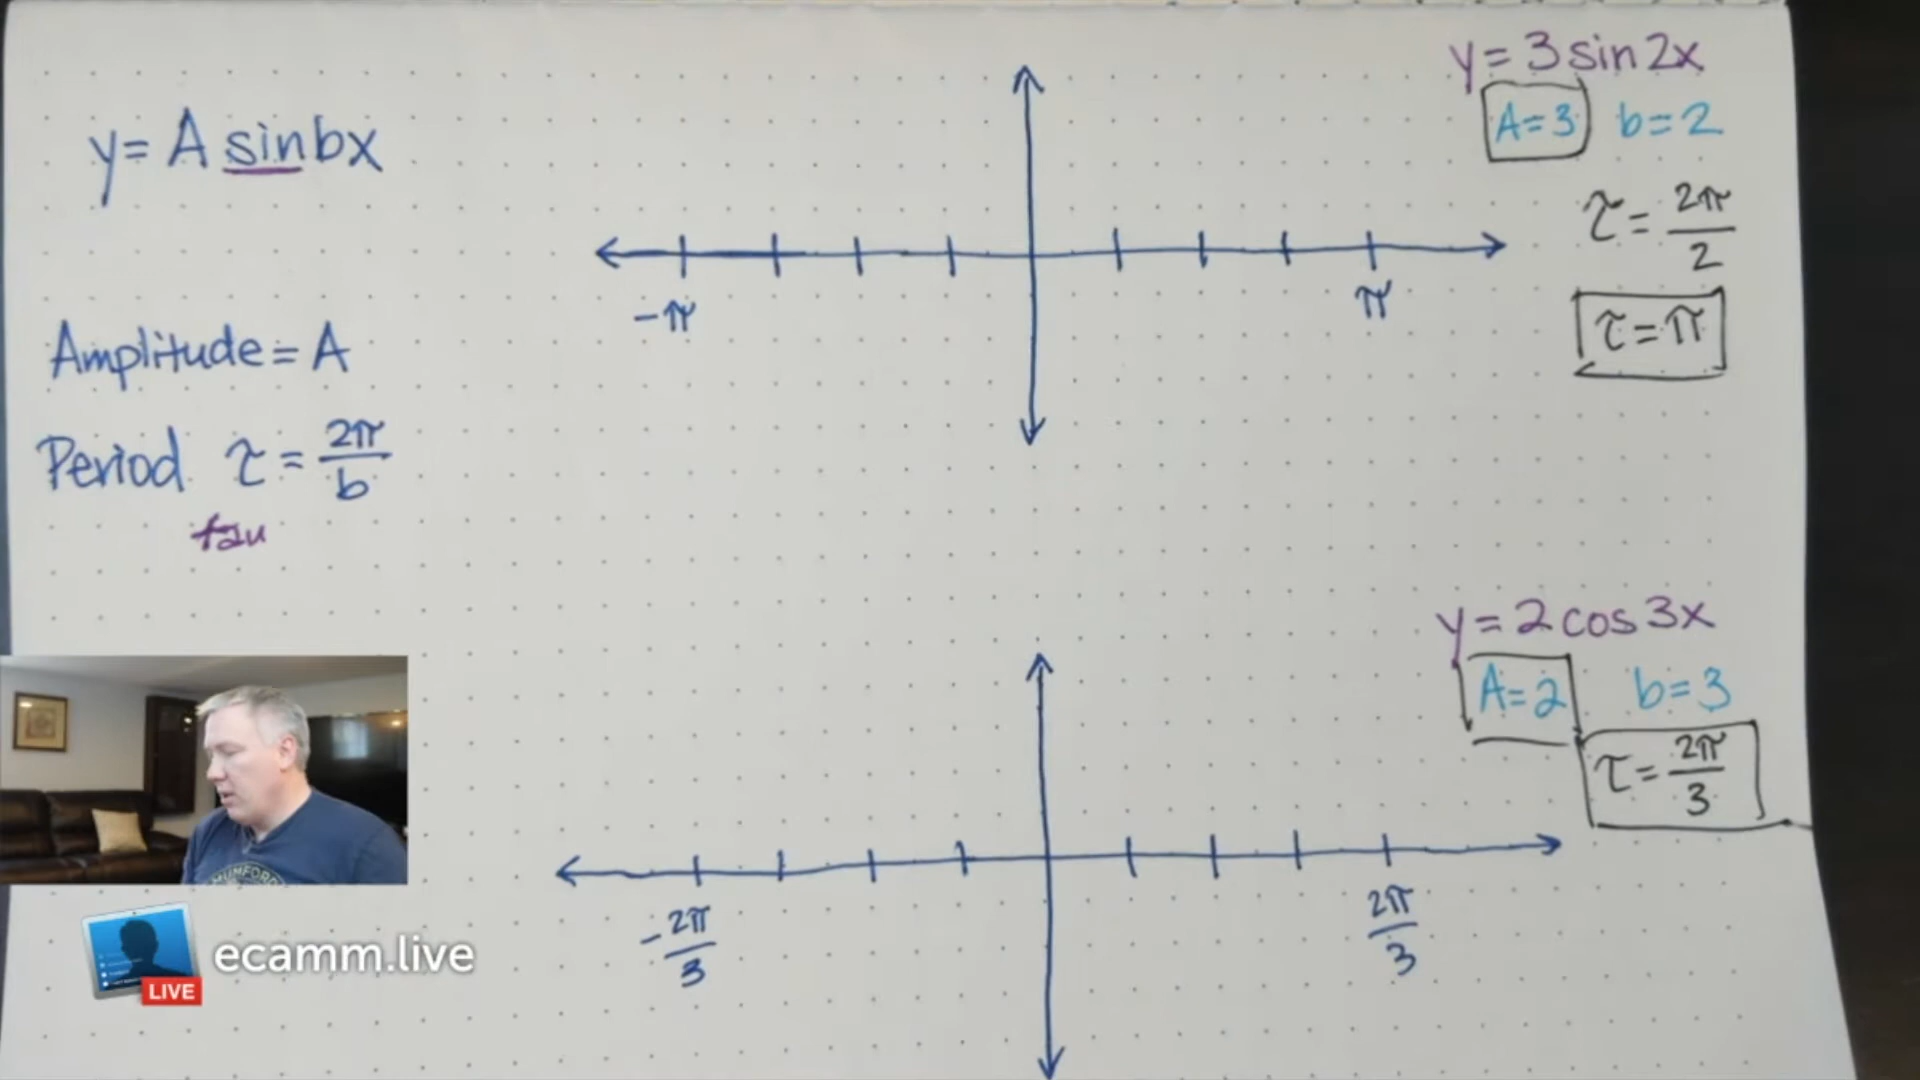 y = A sin bx
Amplitude = A
Period τ = 2π/b
tau
y = 3 sin 2x
A = 3 b = 2
τ = 2π/2
τ = π
-π π
y = 2 cos 3x
A = 2 b = 3
τ = 2π/3
-2π/3 2π/3
MUMFORD
ecamm.live
LIVE